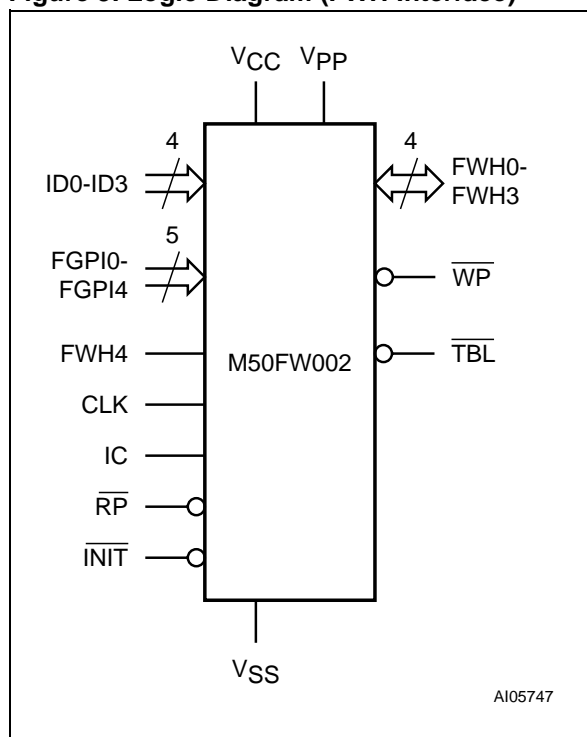 Figure 3. Logic Diagram (FWH Interface)
VCC VPP
4
4
ID0-ID3
FWH0-
FWH3
5
FGPI0-
FGPI4
WP
FWH4
M50FW002
TBL
CLK
IC
RP
INIT
VSS
AI05747